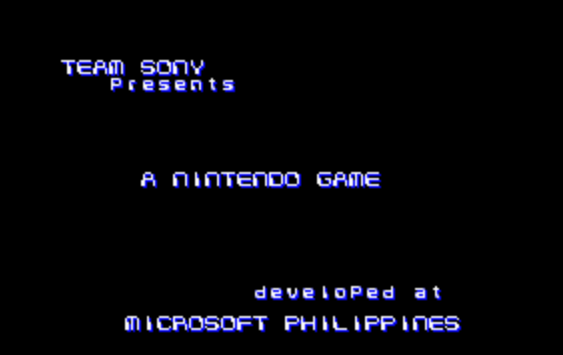 TEAM SONY
Presents
A NINTENDO GAME
developed at
MICROSOFT PHILIPPINES